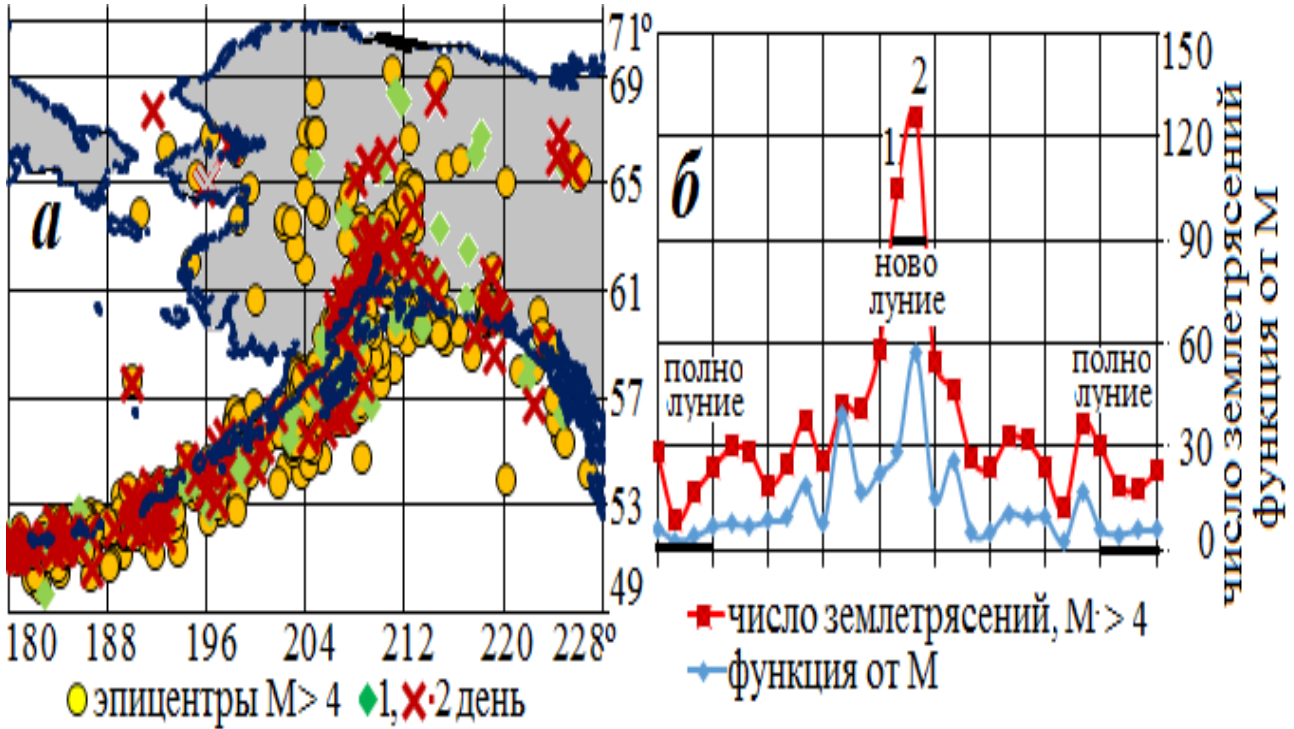 71º
69
65
61
57
53
49
а
180 188 196 204 212 220 228º
эпицентры М> 4 1, 2 день
б
1
2
ново
луние
полно
луние
полно
луние
150
120
90
60
30
0
число землетрясений
функция от М
число землетрясений, М > 4
функция от М